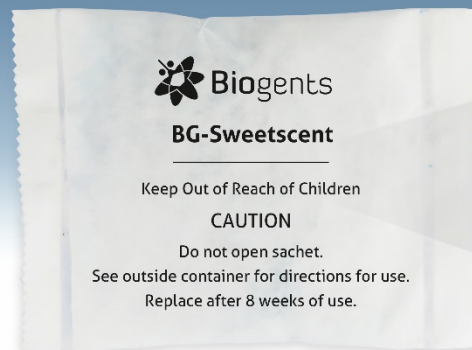 Biogents
BG-Sweetscent
Keep Out of Reach of Children
CAUTION
Do not open sachet.
See outside container for directions for use.
Replace after 8 weeks of use.